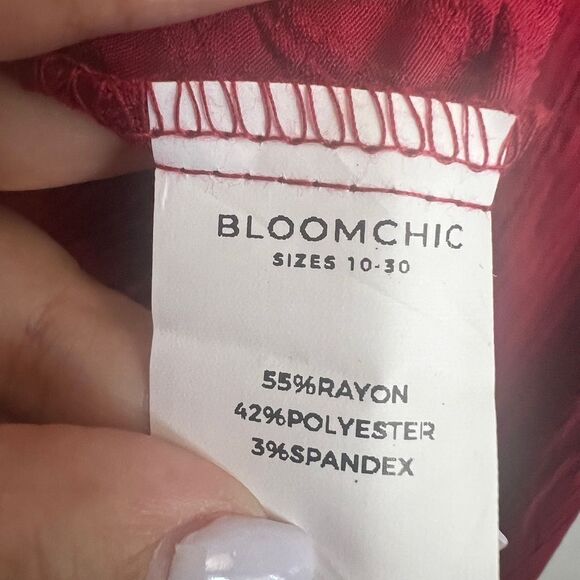 BLOOMCHIC
SIZES 10-30
55%RAYON
42%POLYESTER
3%SPANDEX